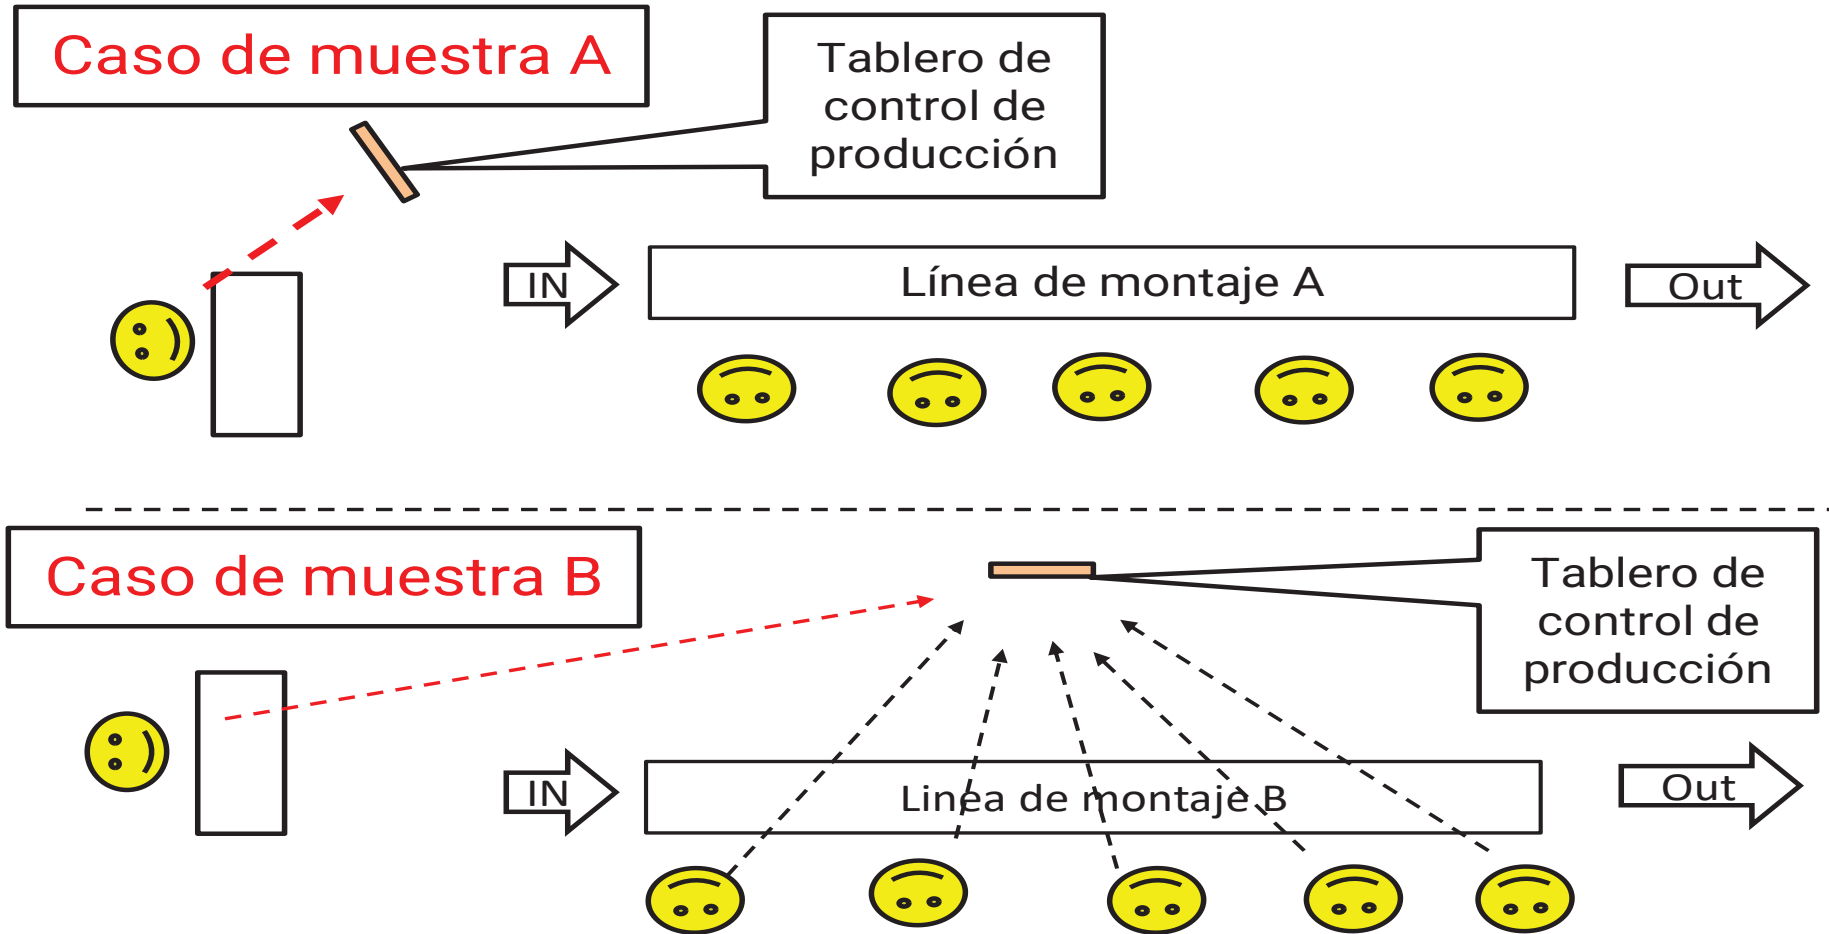 Caso de muestra A
Tablero de
control de
producción
IN
Línea de montaje A
Out
Caso de muestra B
Tablero de
control de
producción
IN
Linea de montaje B
Out